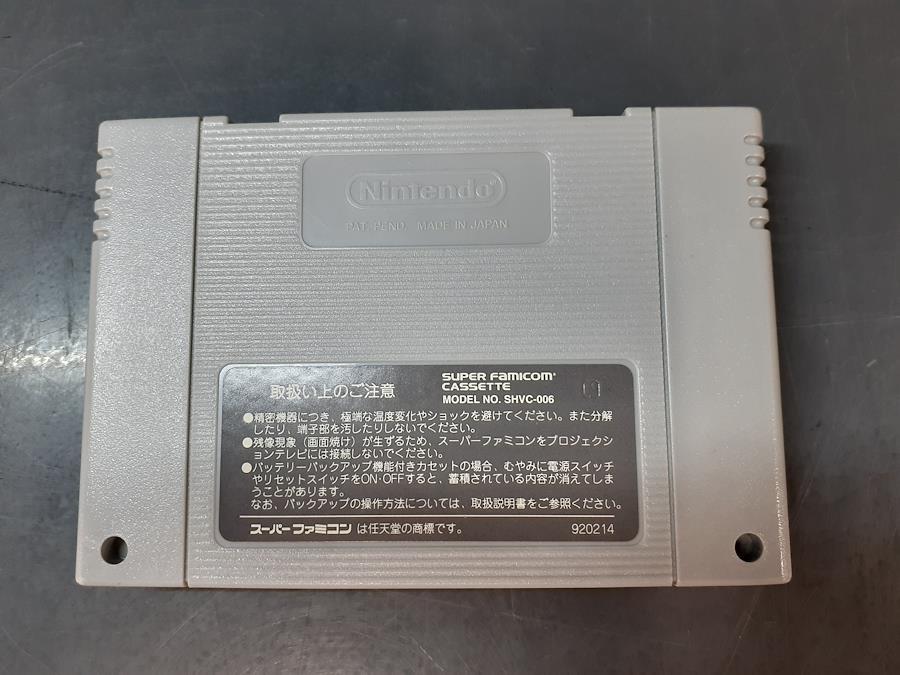 Nintendo®
PAT. PEND. MADE IN JAPAN
取扱い上のご注意
SUPER FAMICOM®
CASSETTE
MODEL NO. SHVC-006
●精密機器につき、極端な温度変化やショックを避けてください。また分解
したり、端子部を汚したりしないでください。
●残像現象（画面焼け）が生ずるため、スーパーファミコンをプロジェクシ
ョンテレビには接続しないでください。
●バッテリーバックアップ機能付きカセットの場合、むやみに電源スイッチ
やリセットスイッチをON・OFFすると、蓄積されている内容が消えてしま
うことがあります。
なお、バックアップの操作方法については、取扱説明書をご参照ください。
スーパーファミコン は任天堂の商標です。
920214